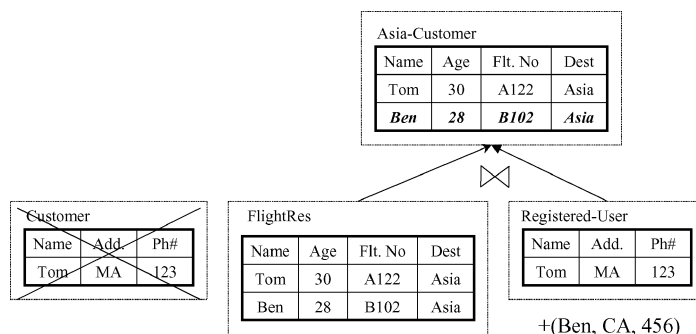 Asia-Customer
Name Age Flt. No Dest
Tom 30 A122 Asia
Ben 28 B102 Asia
Customer
Name Add. Ph#
Tom MA 123
FlightRes
Name Age Flt. No Dest
Tom 30 A122 Asia
Ben 28 B102 Asia
Registered-User
Name Add. Ph#
Tom MA 123
+(Ben, CA, 456)